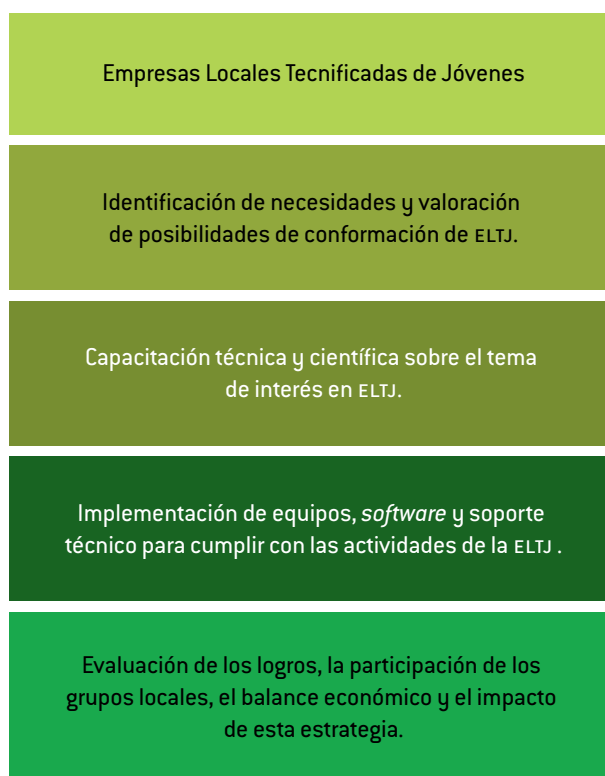 Empresas Locales Tecnificadas de Jóvenes
Identificación de necesidades y valoración
de posibilidades de conformación de ELTJ.
Capacitación técnica y científica sobre el tema
de interés en ELTJ.
Implementación de equipos, software y soporte
técnico para cumplir con las actividades de la ELTJ .
Evaluación de los logros, la participación de los
grupos locales, el balance económico y el impacto
de esta estrategia.